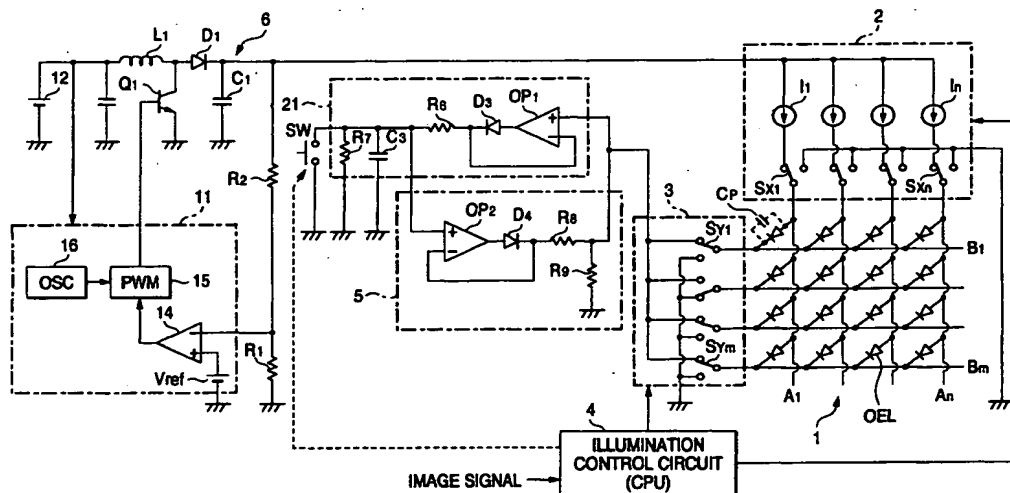 L1
D1
6
2
12
Q1
C1
21
R6
D3
OP1
I1
In
SW
R7
C3
SX1
SXn
R2
CP
11
3
OP2
D4
R8
SY1
B1
16
OSC
PWM
15
R9
5
14
SYm
R1
Bm
Vref
A1
An
OEL
1
4
ILLUMINATION
CONTROL CIRCUIT
(CPU)
IMAGE SIGNAL